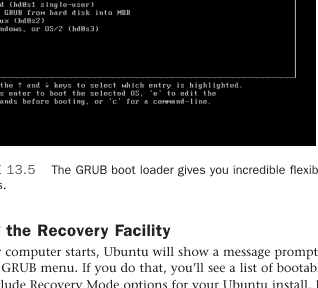 d (hd0s1 single-user)
GRUB from hard disk into MBR
ux (hd0s2)
ndows, or OS/2 (hd0s3)
the ↑ and ↓ keys to select which entry is highlighted.
s enter to boot the selected OS, 'e' to edit the
ands before booting, or 'c' for a command-line.
13.5 The GRUB boot loader gives you incredible flexib
s.
the Recovery Facility
computer starts, Ubuntu will show a message prompt
GRUB menu. If you do that, you'll see a list of bootab
lude Recovery Mode options for your Ubuntu install. I